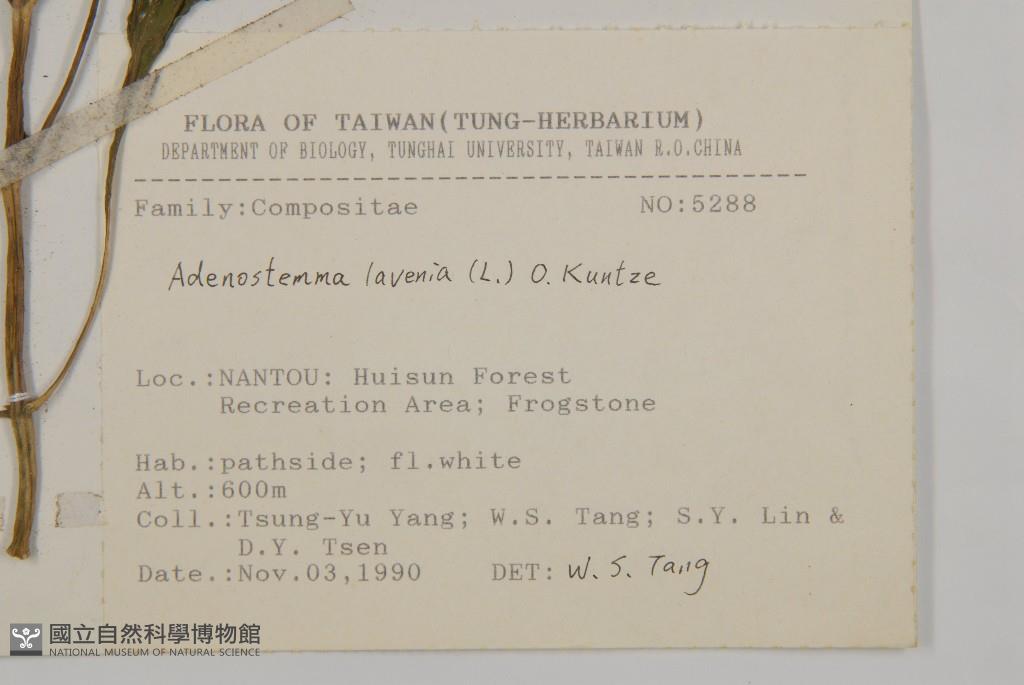 FLORA OF TAIWAN(TUNG-HERBARIUM)
DEPARTMENT OF BIOLOGY, TUNGHAI UNIVERSITY, TAIWAN R.O.CHINA
Family:Compositae NO:5288
Adenostemma lavenia (L.) O. Kuntze
Loc.:NANTOU: Huisun Forest
Recreation Area; Frogstone
Hab.:pathside; fl.white
Alt.:600m
Coll.:Tsung-Yu Yang; W.S. Tang; S.Y. Lin &
D.Y. Tsen
Date.:Nov.03,1990 DET: W. S. Tang
國立自然科學博物館
NATIONAL MUSEUM OF NATURAL SCIENCE